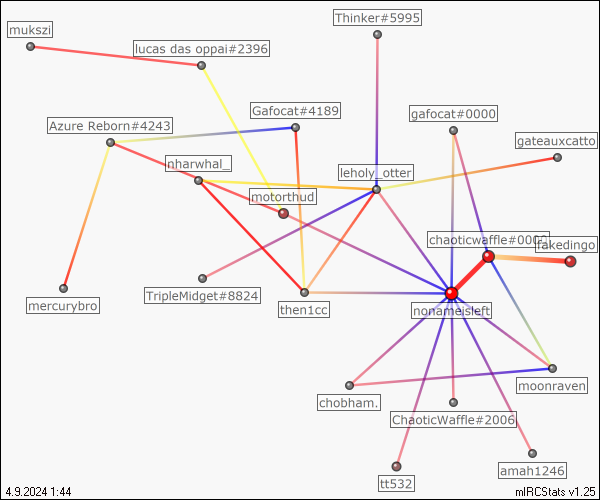 Thinker#5995
mukszi
lucas das oppai#2396
Gafocat#4189
gafocat#0000
Azure Reborn#4243
gateauxcatto
nharwhal_
leholy_otter
motorthud
chaoticwaffle#000
fakedingo
TripleMidget#8824
mercurybro
then1cc
nonameisleft
moonraven
chobham.
ChaoticWaffle#2006
amah1246
tt532
4.9.2024 1:44
mIRCStats v1.25